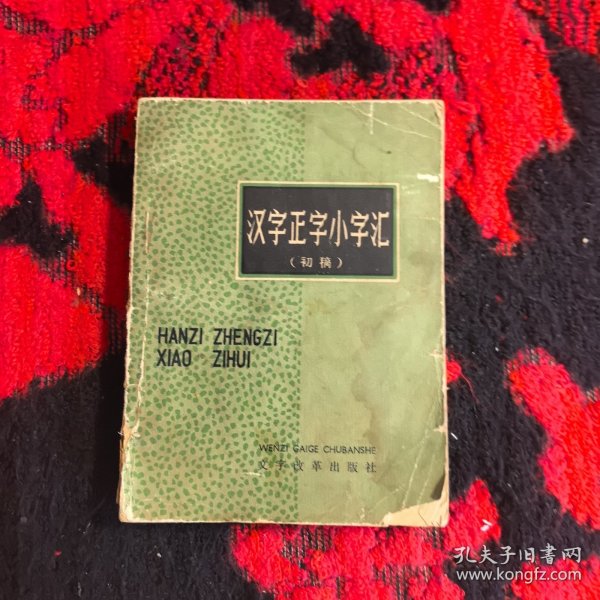 汉字正字小字汇
（初稿）
HANZI ZHENGZI
XIAO ZIHUI
WENZI GAIGE CHUBANSHE
文字改革出版社
孔夫子旧書网
www.kongfz.com